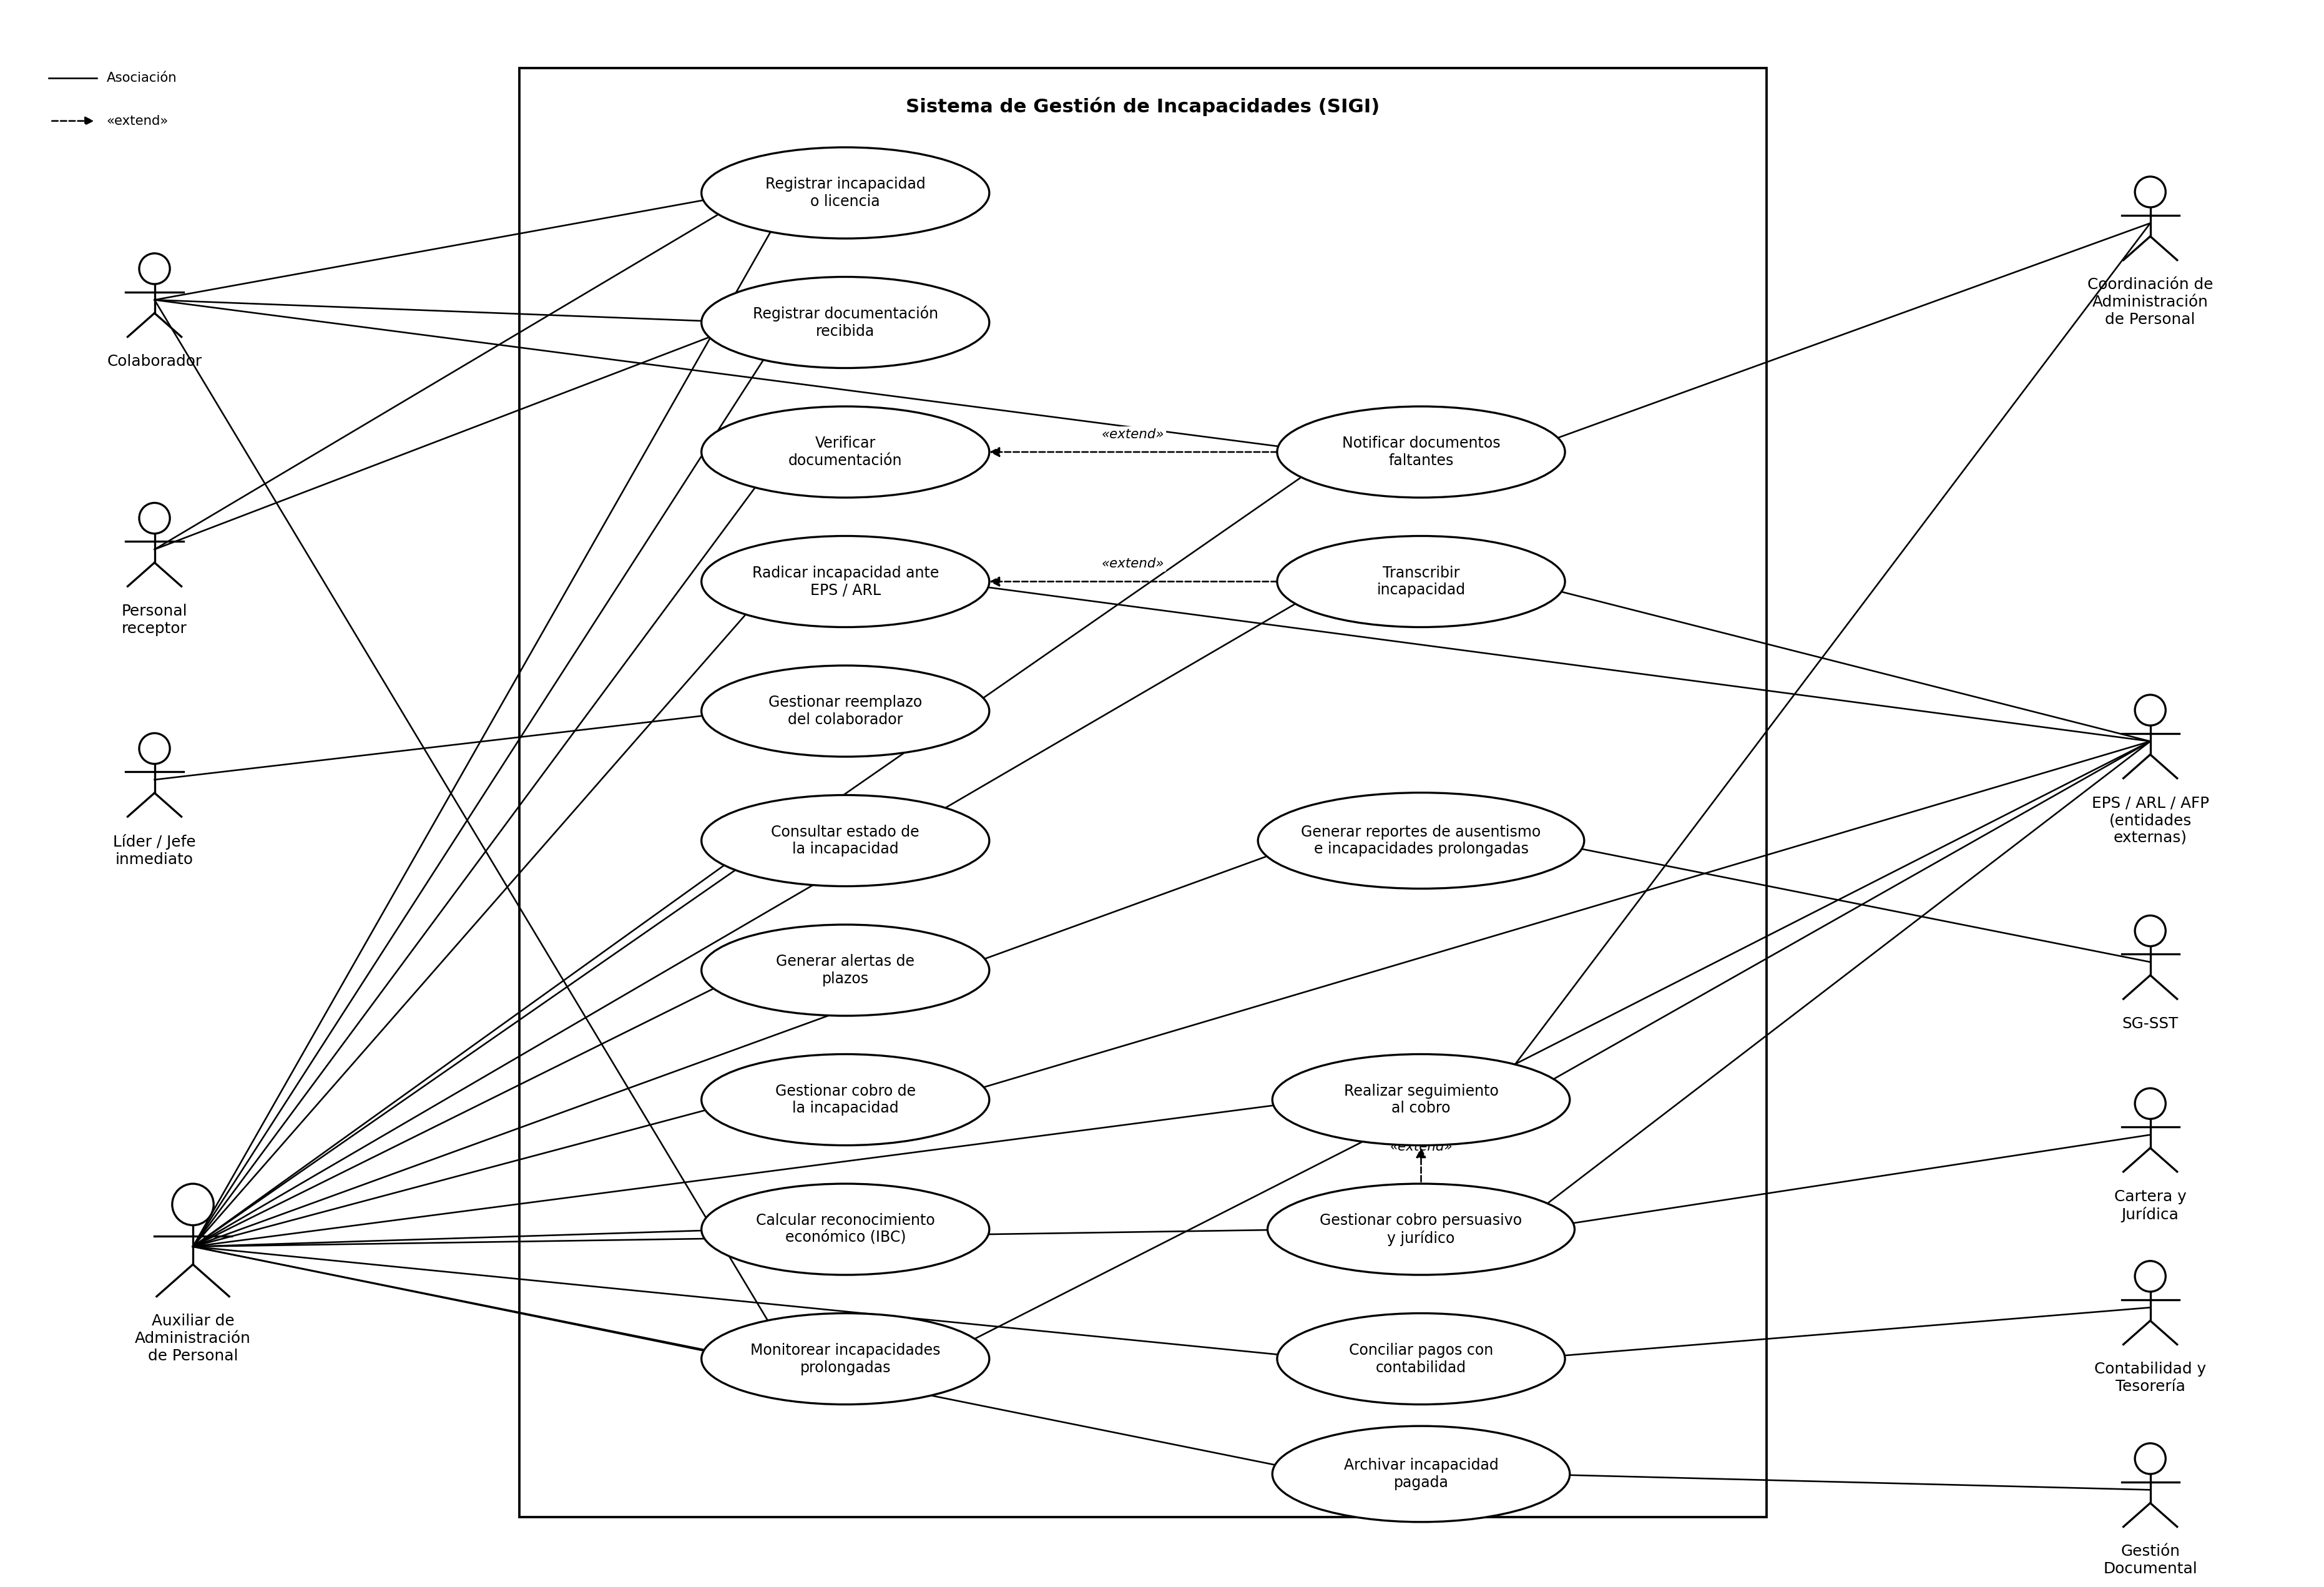 Asociación
«extend»
Sistema de Gestión de Incapacidades (SIGI)
Registrar incapacidad
o licencia
Registrar documentación
recibida
Verificar
documentación
«extend»
Notificar documentos
faltantes
Radicar incapacidad ante
EPS / ARL
«extend»
Transcribir
incapacidad
Gestionar reemplazo
del colaborador
Consultar estado de
la incapacidad
Generar reportes de ausentismo
e incapacidades prolongadas
Generar alertas de
plazos
Gestionar cobro de
la incapacidad
Realizar seguimiento
al cobro
«extend»
Calcular reconocimiento
económico (IBC)
Gestionar cobro persuasivo
y jurídico
Monitorear incapacidades
prolongadas
Conciliar pagos con
contabilidad
Archivar incapacidad
pagada
Colaborador
Personal
receptor
Líder / Jefe
inmediato
Auxiliar de
Administración
de Personal
Coordinación de
Administración
de Personal
EPS / ARL / AFP
(entidades
externas)
SG-SST
Cartera y
Jurídica
Contabilidad y
Tesorería
Gestión
Documental